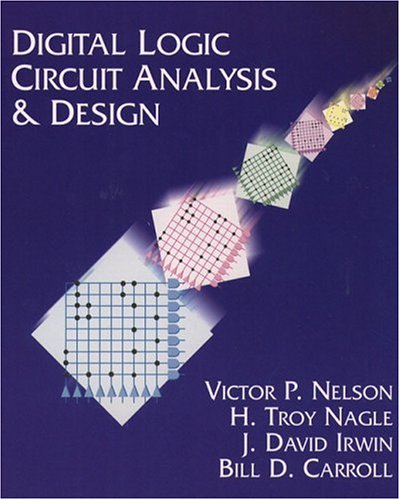 DIGITAL LOGIC
CIRCUIT ANALYSIS
& DESIGN
VICTOR P. NELSON
H. TROY NAGLE
J. DAVID IRWIN
BILL D. CARROLL